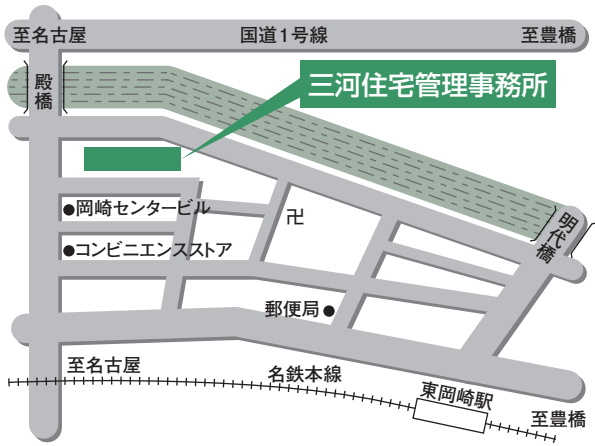 至名古屋
国道1号線
至豊橋
殿橋
三河住宅管理事務所
岡崎センタービル
卍
明代橋
コンビニエンスストア
郵便局
至名古屋
名鉄本線
東岡崎駅
至豊橋